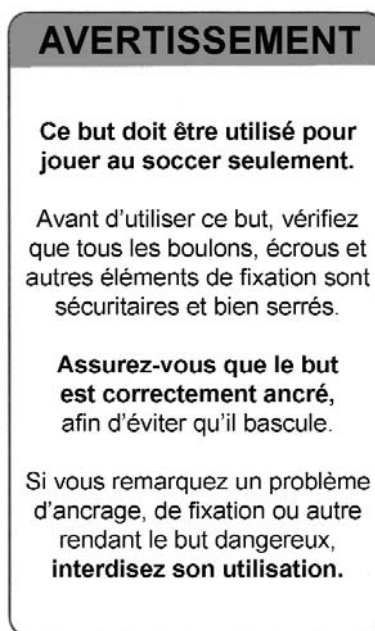 AVERTISSEMENT
Ce but doit être utilisé pour
jouer au soccer seulement.
Avant d'utiliser ce but, vérifiez
que tous les boulons, écrous et
autres éléments de fixation sont
sécuritaires et bien serrés.
Assurez-vous que le but
est correctement ancré,
afin d'éviter qu'il bascule.
Si vous remarquez un problème
d'ancrage, de fixation ou autre
rendant le but dangereux,
interdisez son utilisation.